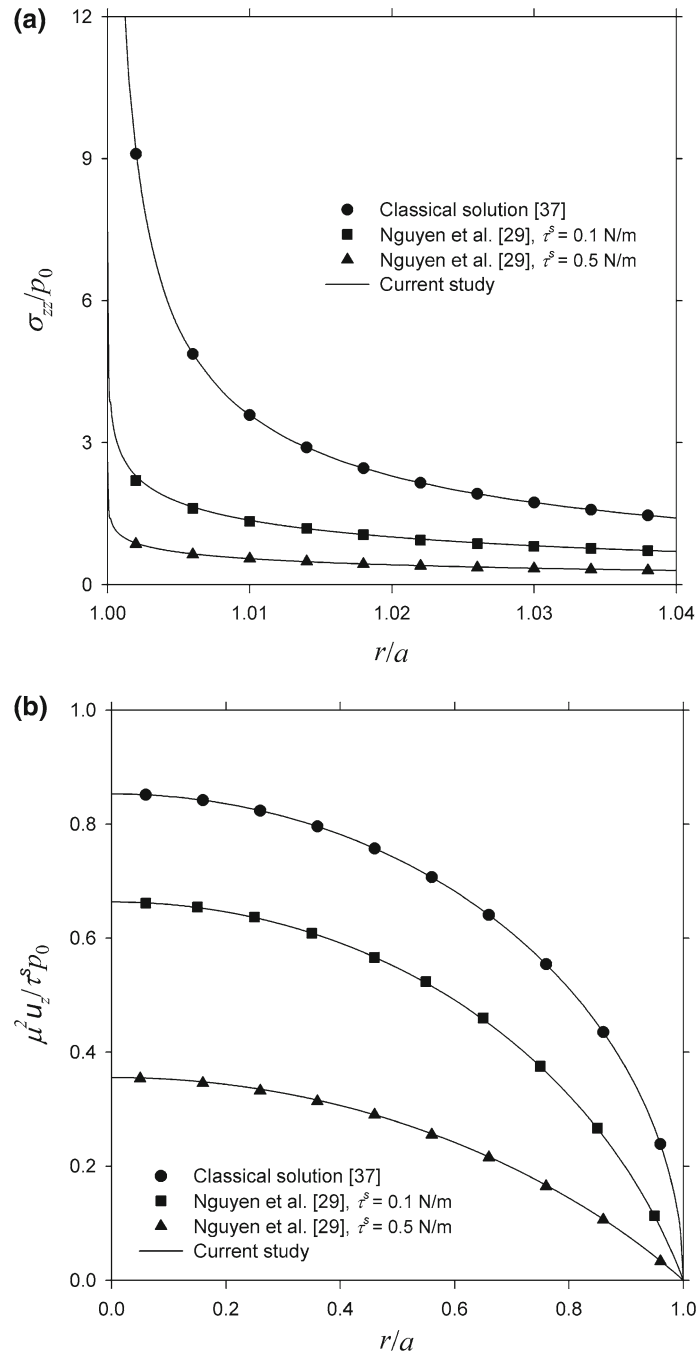 (a)
12
9
6
3
0
σzz/p0
Classical solution [37]
Nguyen et al. [29], τˢ = 0.1 N/m
Nguyen et al. [29], τˢ = 0.5 N/m
Current study
1.00 1.01 1.02 1.03 1.04
r/a
(b)
1.0
0.8
0.6
0.4
0.2
0.0
μ²uz/τˢp0
Classical solution [37]
Nguyen et al. [29], τˢ = 0.1 N/m
Nguyen et al. [29], τˢ = 0.5 N/m
Current study
0.0 0.2 0.4 0.6 0.8 1.0
r/a